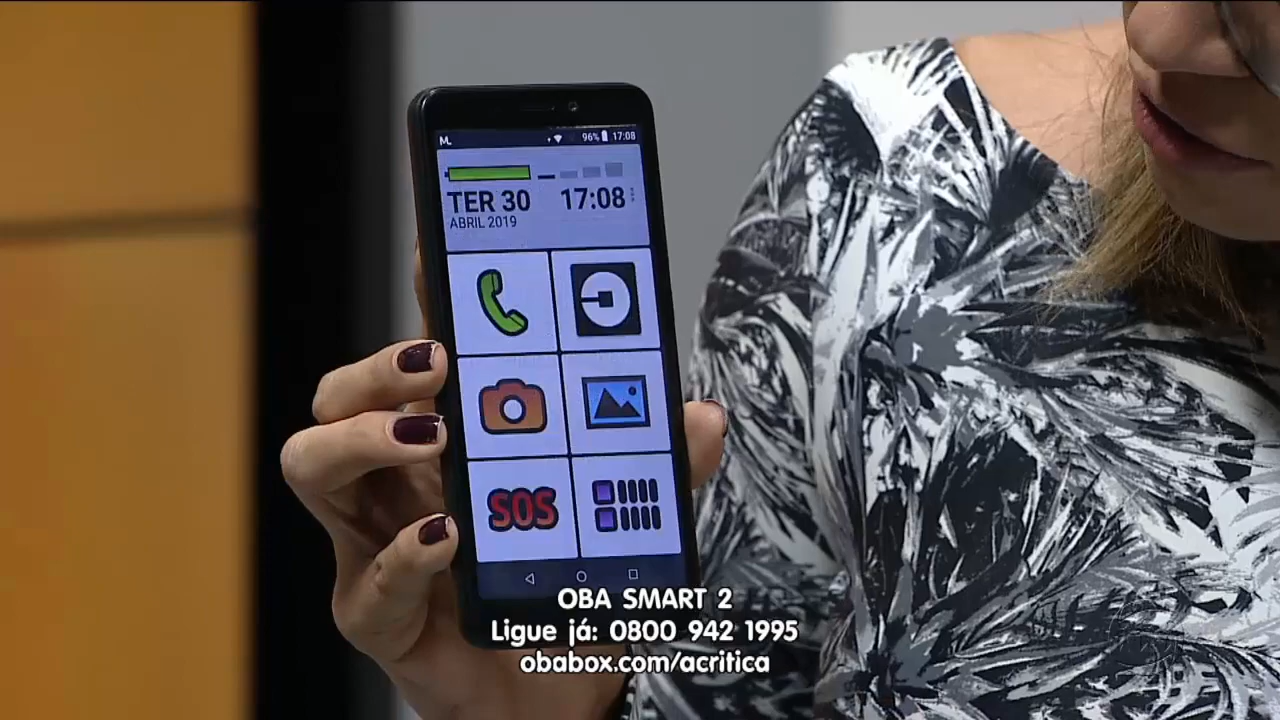 96% 17:08
TER 30 17:08
ABRIL 2019
SOS
OBA SMART 2
Ligue já: 0800 942 1995
obabox.com/acritica